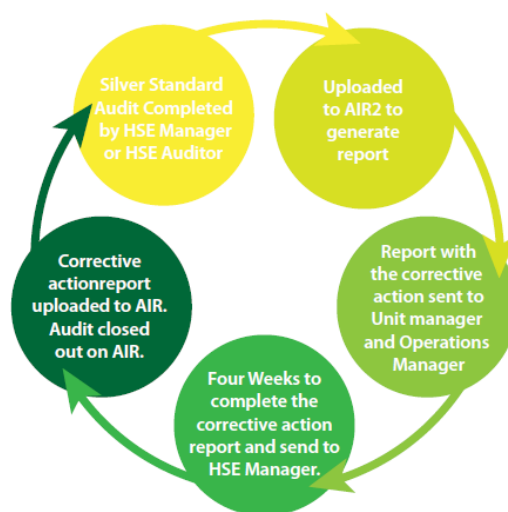 Silver Standard
Audit Completed
by HSE Manager
or HSE Auditor
Uploaded
to AIR2 to
generate
report
Report with
the corrective
action sent to
Unit manager
and Operations
Manager
Four Weeks to
complete the
corrective action
report and send to
HSE Manager.
Corrective
actionreport
uploaded to AIR.
Audit closed
out on AIR.